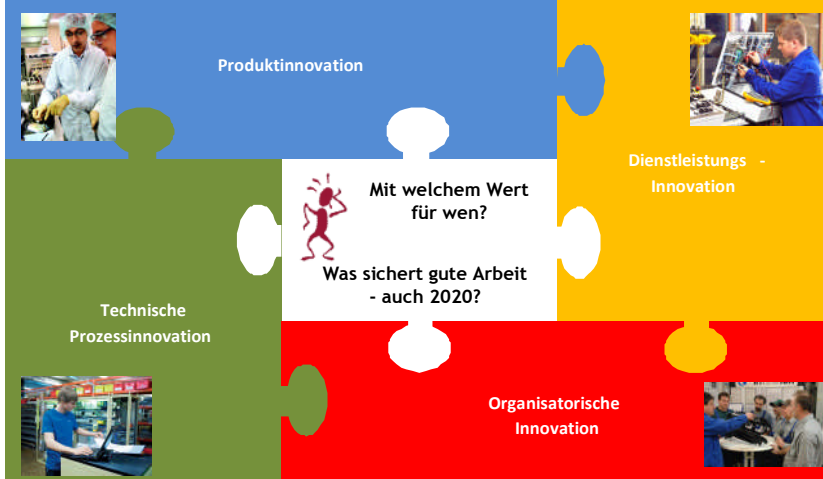 Produktinnovation
Dienstleistungs -
Innovation
Mit welchem Wert
für wen?
Was sichert gute Arbeit
- auch 2020?
Technische
Prozessinnovation
Organisatorische
Innovation